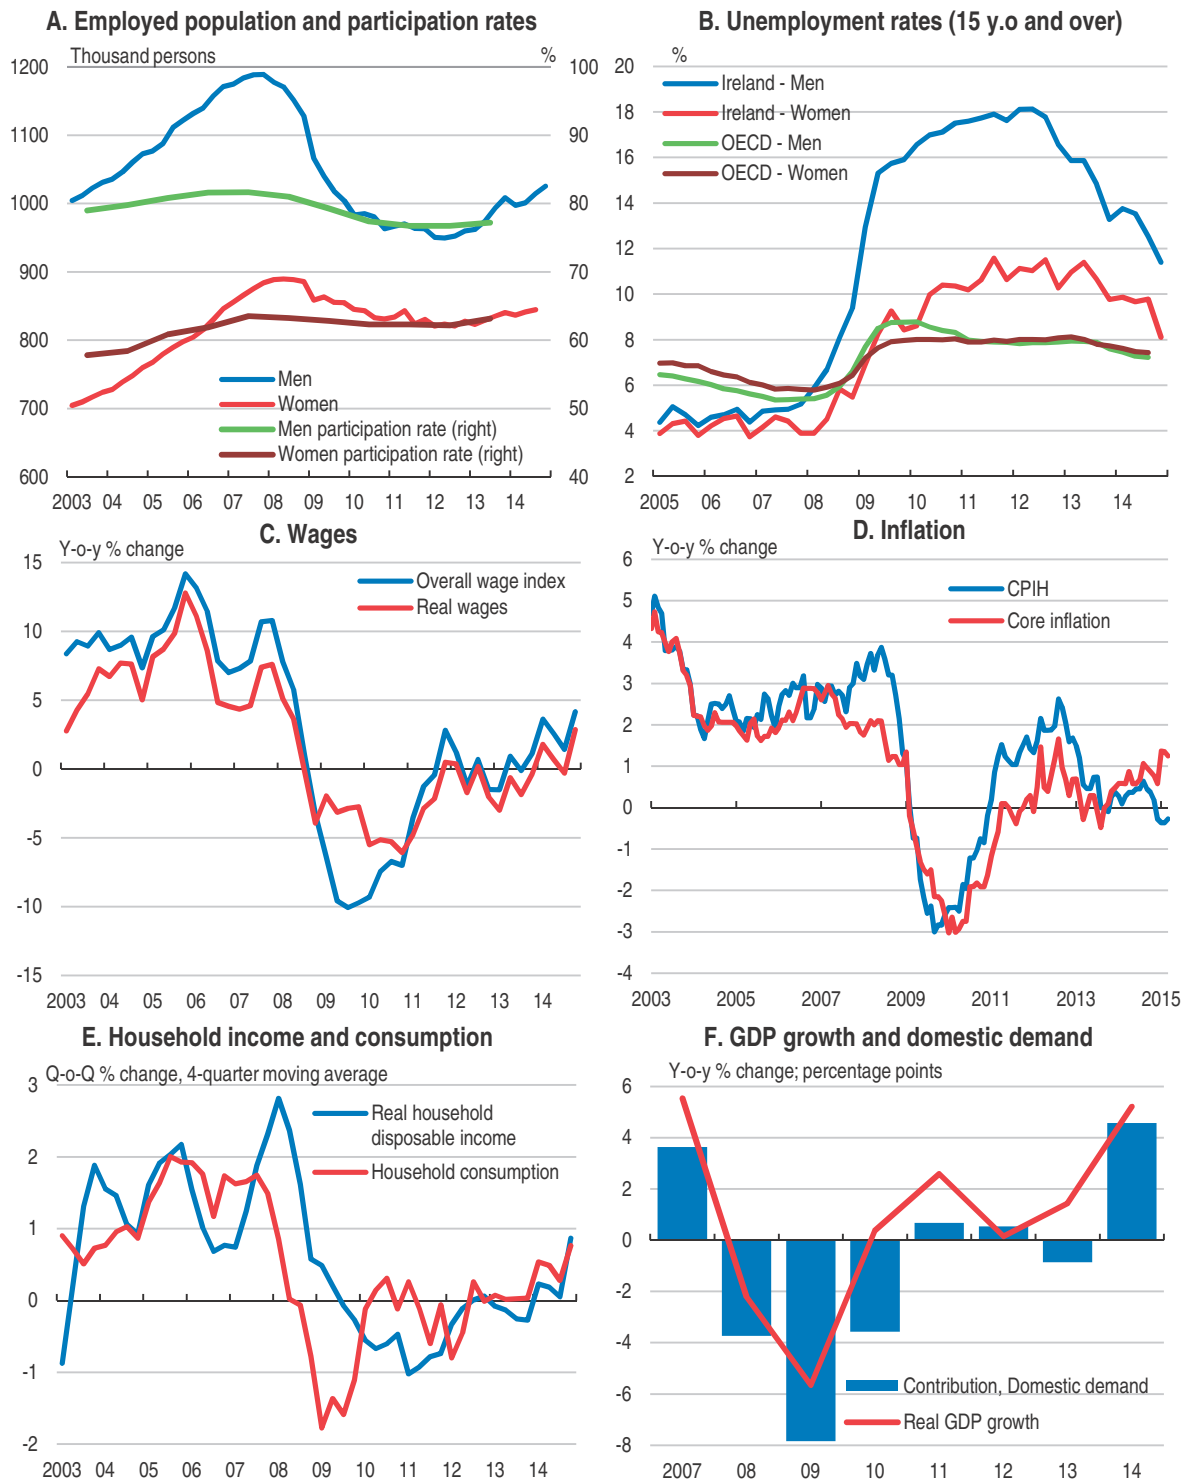 A. Employed population and participation rates
Thousand persons %
1200 100
1100 90
1000 80
900 70
800 60
700 50
600 40
Men
Women
Men participation rate (right)
Women participation rate (right)
2003 04 05 06 07 08 09 10 11 12 13 14
B. Unemployment rates (15 y.o and over)
%
20
18
16
14
12
10
8
6
4
2
Ireland - Men
Ireland - Women
OECD - Men
OECD - Women
2005 06 07 08 09 10 11 12 13 14
C. Wages
Y-o-y % change
15
10
5
0
-5
-10
-15
Overall wage index
Real wages
2003 04 05 06 07 08 09 10 11 12 13 14
D. Inflation
Y-o-y % change
6
5
4
3
2
1
0
-1
-2
-3
-4
CPIH
Core inflation
2003 2005 2007 2009 2011 2013 2015
E. Household income and consumption
Q-o-Q % change, 4-quarter moving average
3
2
1
0
-1
-2
Real household
disposable income
Household consumption
2003 04 05 06 07 08 09 10 11 12 13 14
F. GDP growth and domestic demand
Y-o-y % change; percentage points
6
4
2
0
-2
-4
-6
-8
Contribution, Domestic demand
Real GDP growth
2007 08 09 10 11 12 13 14